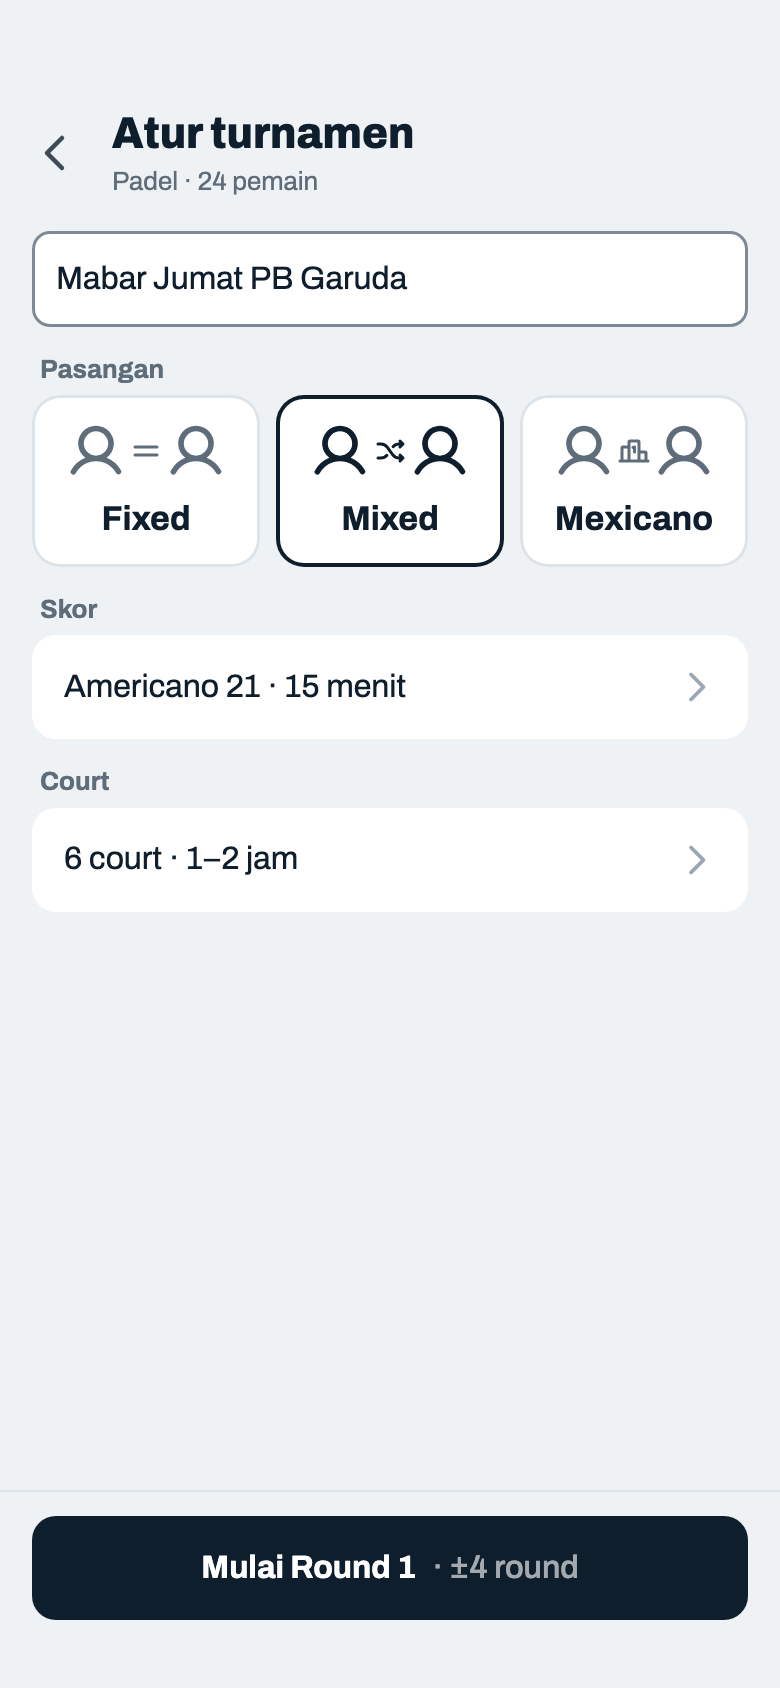 Atur turnamen
Padel · 24 pemain
Mabar Jumat PB Garuda
Pasangan
Fixed
Mixed
Mexicano
Skor
Americano 21 · 15 menit
Court
6 court · 1–2 jam
Mulai Round 1 · ±4 round